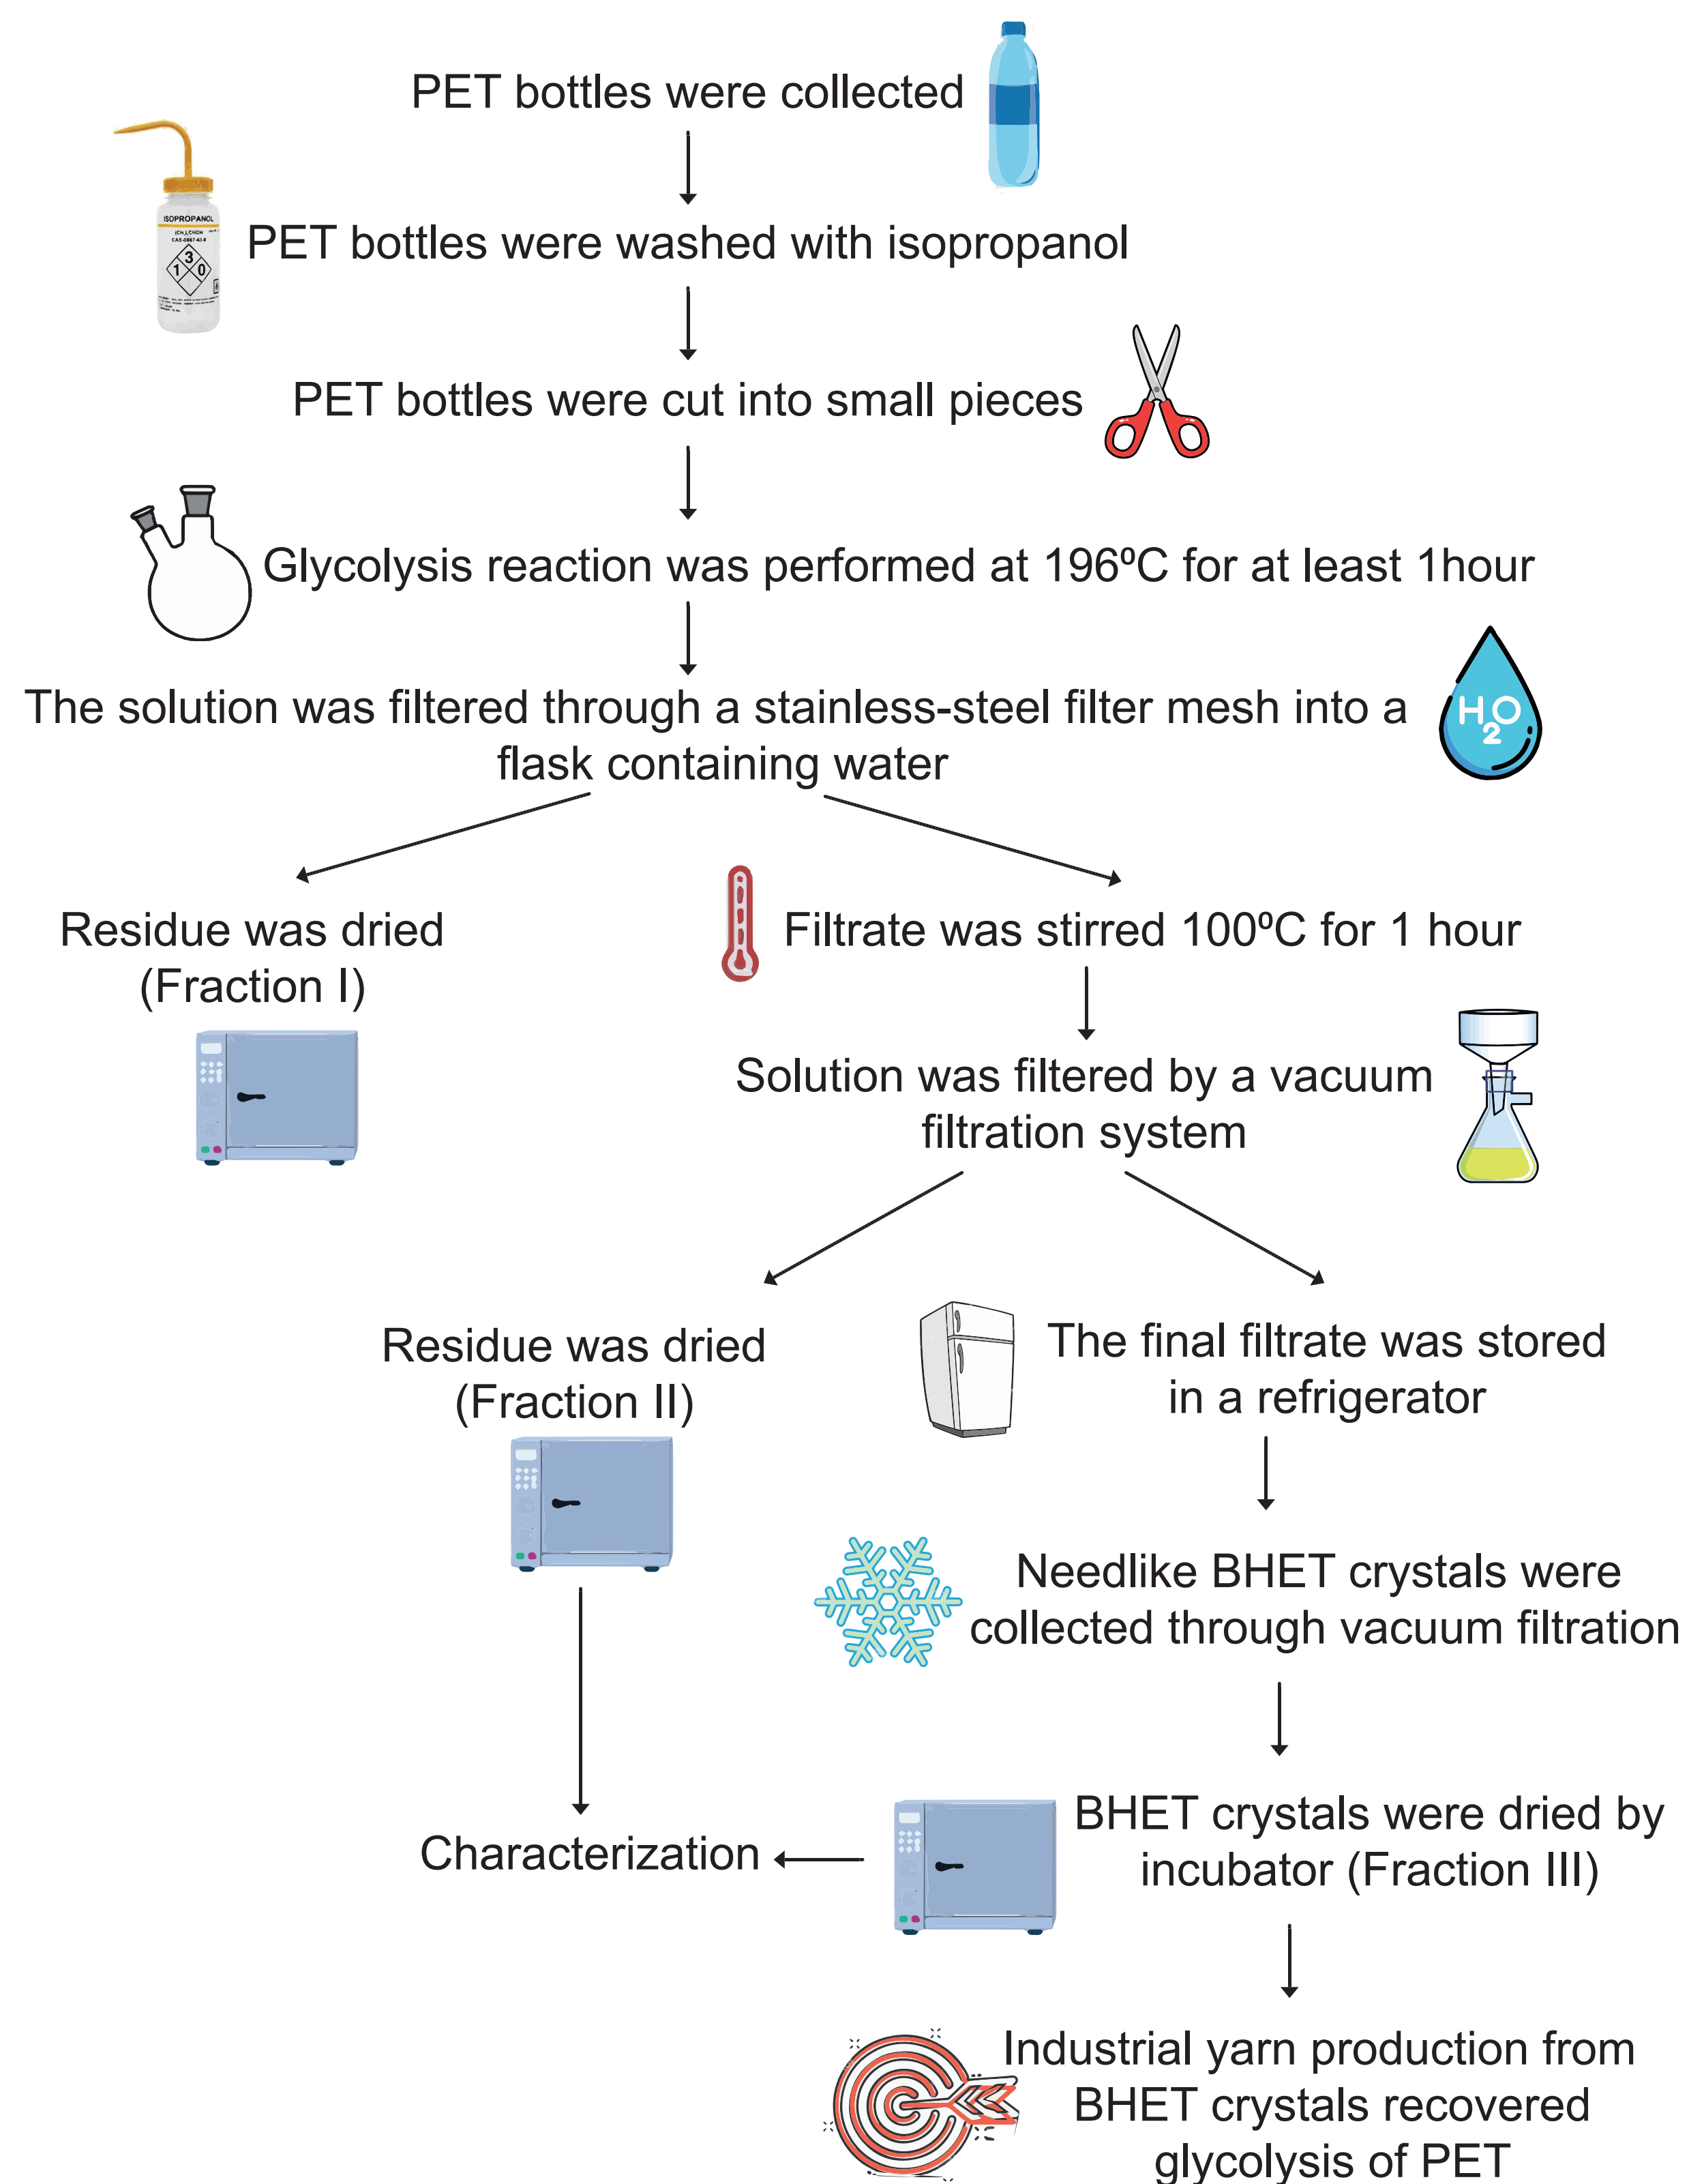 PET bottles were collected
ISOPROPANOL
PET bottles were washed with isopropanol
3
1 0
PET bottles were cut into small pieces
Glycolysis reaction was performed at 196⁰C for at least 1hour
The solution was filtered through a stainless-steel filter mesh into a
flask containing water
H2O
Residue was dried
(Fraction I)
Filtrate was stirred 100⁰C for 1 hour
Solution was filtered by a vacuum
filtration system
Residue was dried
(Fraction II)
The final filtrate was stored
in a refrigerator
Needlike BHET crystals were
collected through vacuum filtration
Characterization
BHET crystals were dried by
incubator (Fraction III)
Industrial yarn production from
BHET crystals recovered
glycolysis of PET